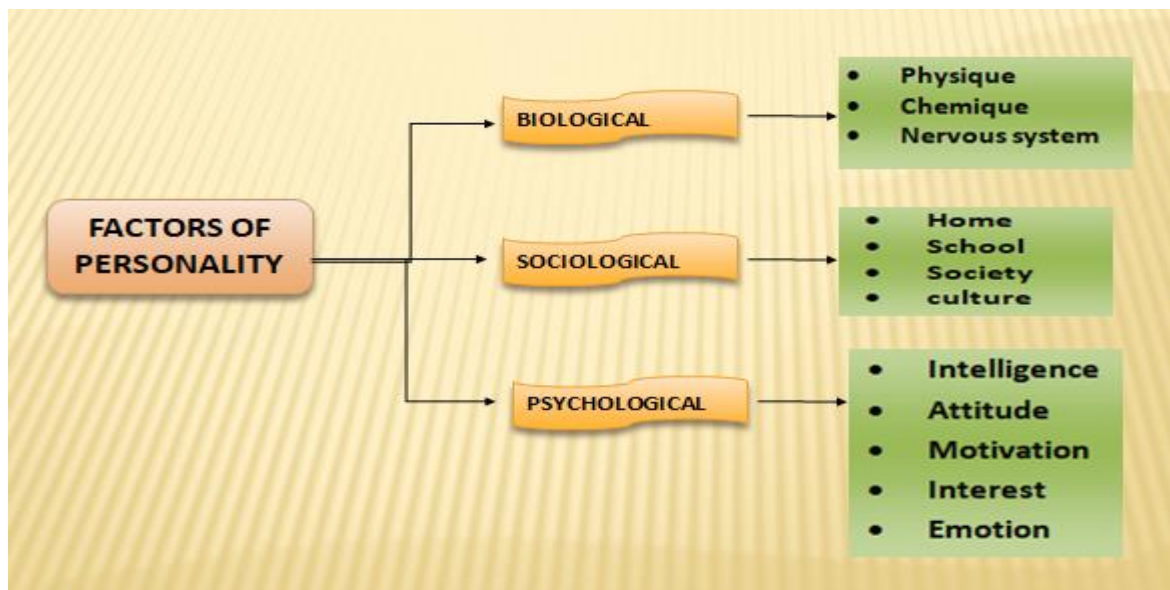 FACTORS OF
PERSONALITY
BIOLOGICAL
• Physique
• Chemique
• Nervous system
SOCIOLOGICAL
• Home
• School
• Society
• culture
PSYCHOLOGICAL
• Intelligence
• Attitude
• Motivation
• Interest
• Emotion